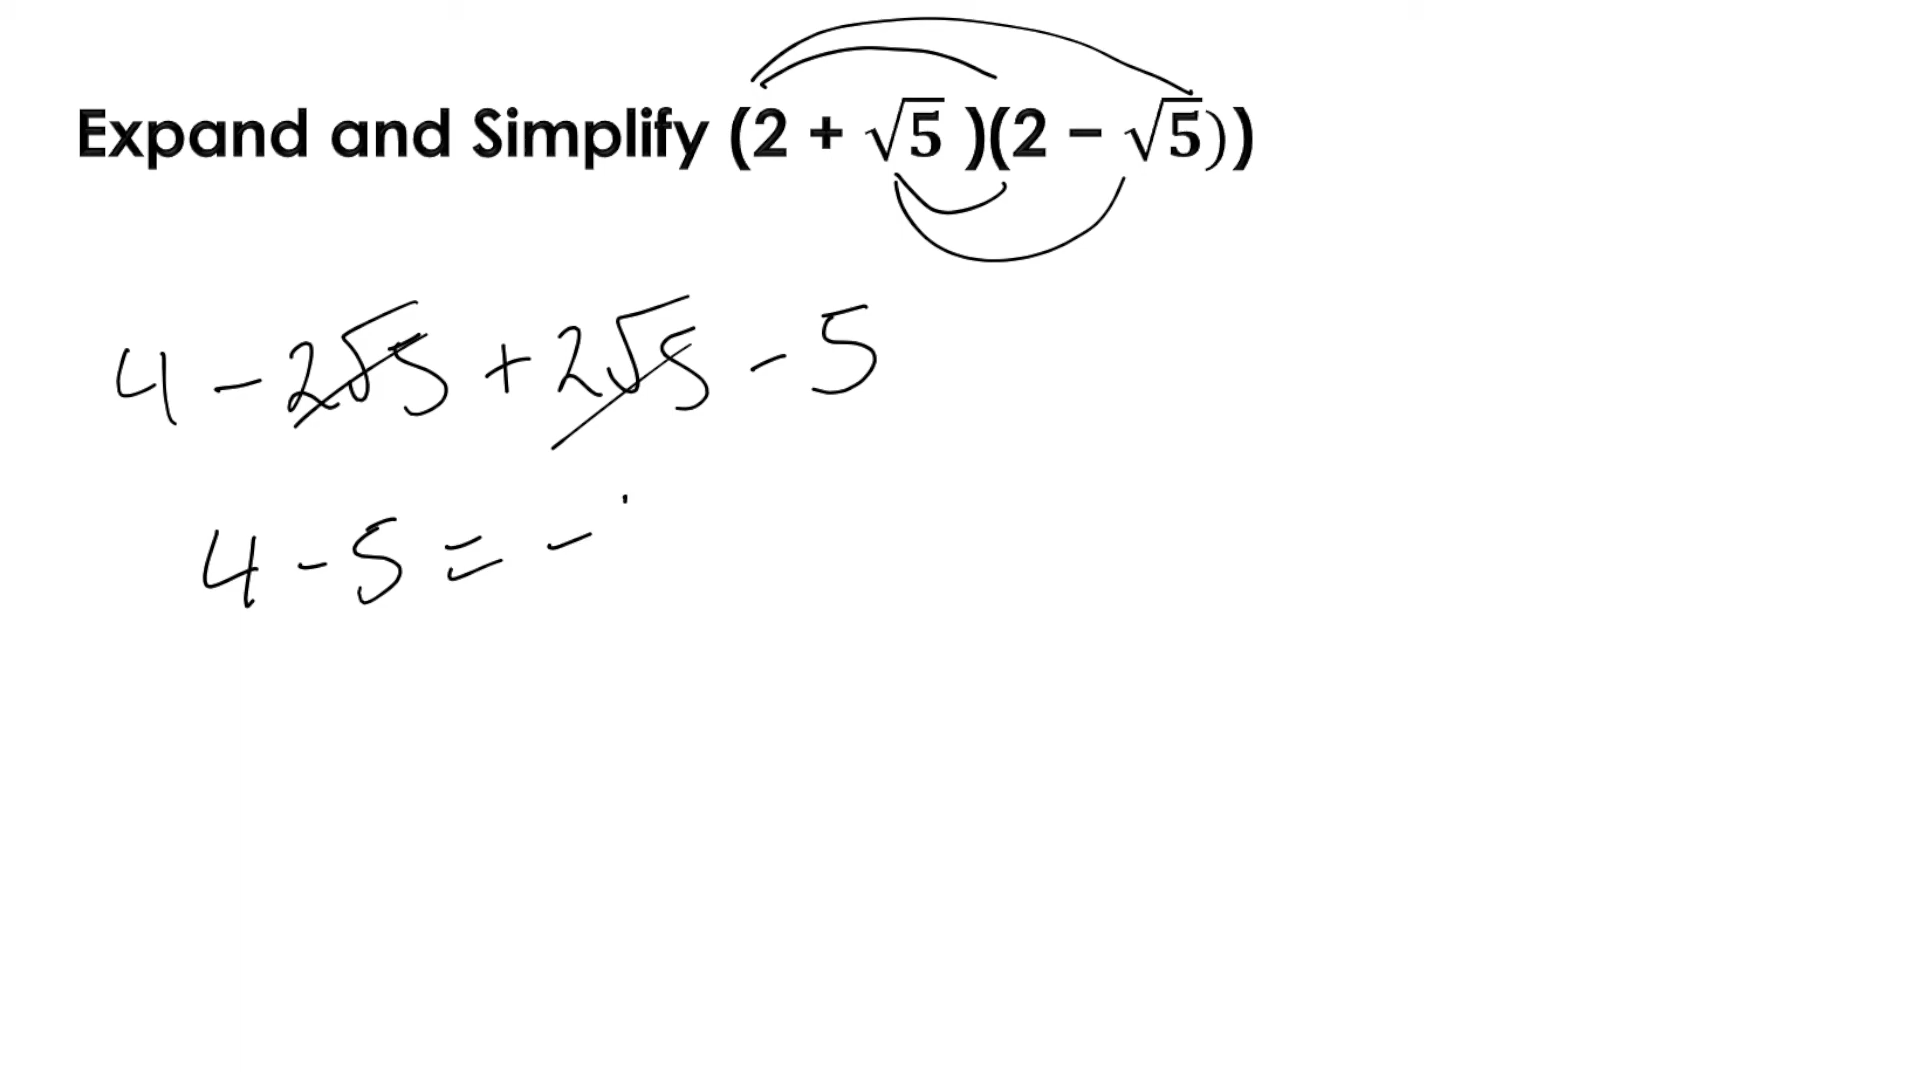 Expand and Simplify (2 + √5 )(2 − √5))
4 - 2√5 + 2√5 - 5
4 - 5 = -